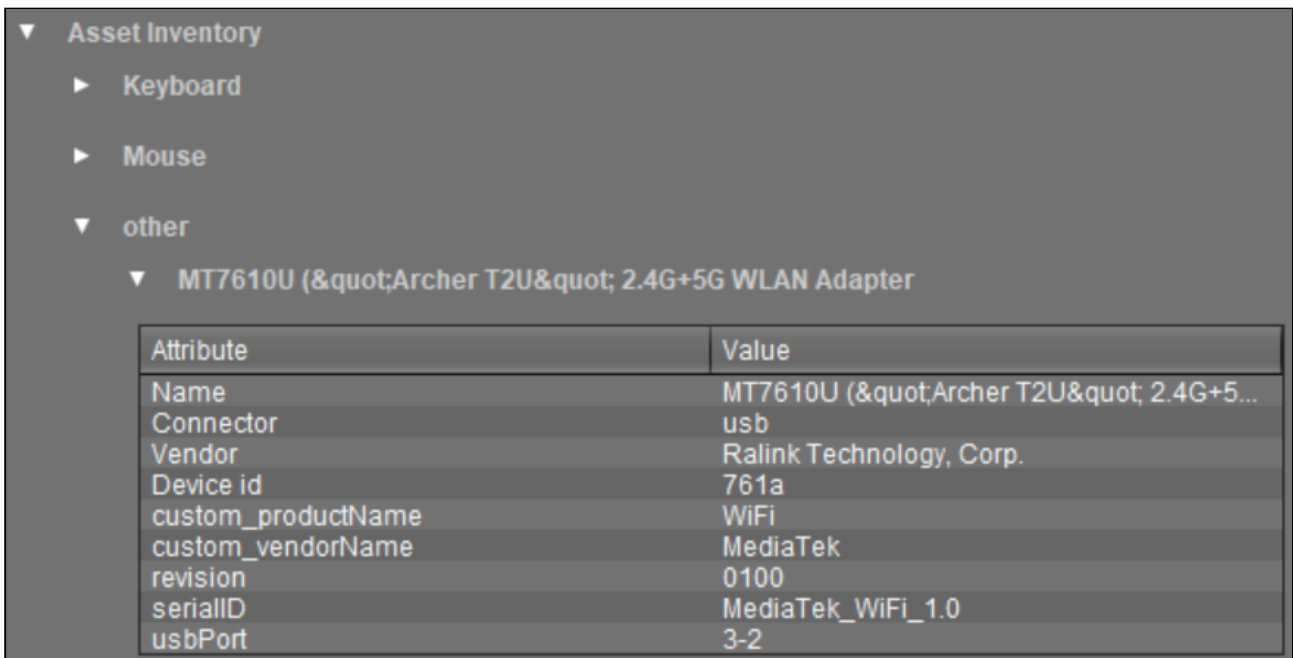 Asset Inventory
Keyboard
Mouse
other
MT7610U (&quot;Archer T2U&quot; 2.4G+5G WLAN Adapter
Attribute Value
Name MT7610U (&quot;Archer T2U&quot; 2.4G+5...
Connector usb
Vendor Ralink Technology, Corp.
Device id 761a
custom_productName WiFi
custom_vendorName MediaTek
revision 0100
serialID MediaTek_WiFi_1.0
usbPort 3-2